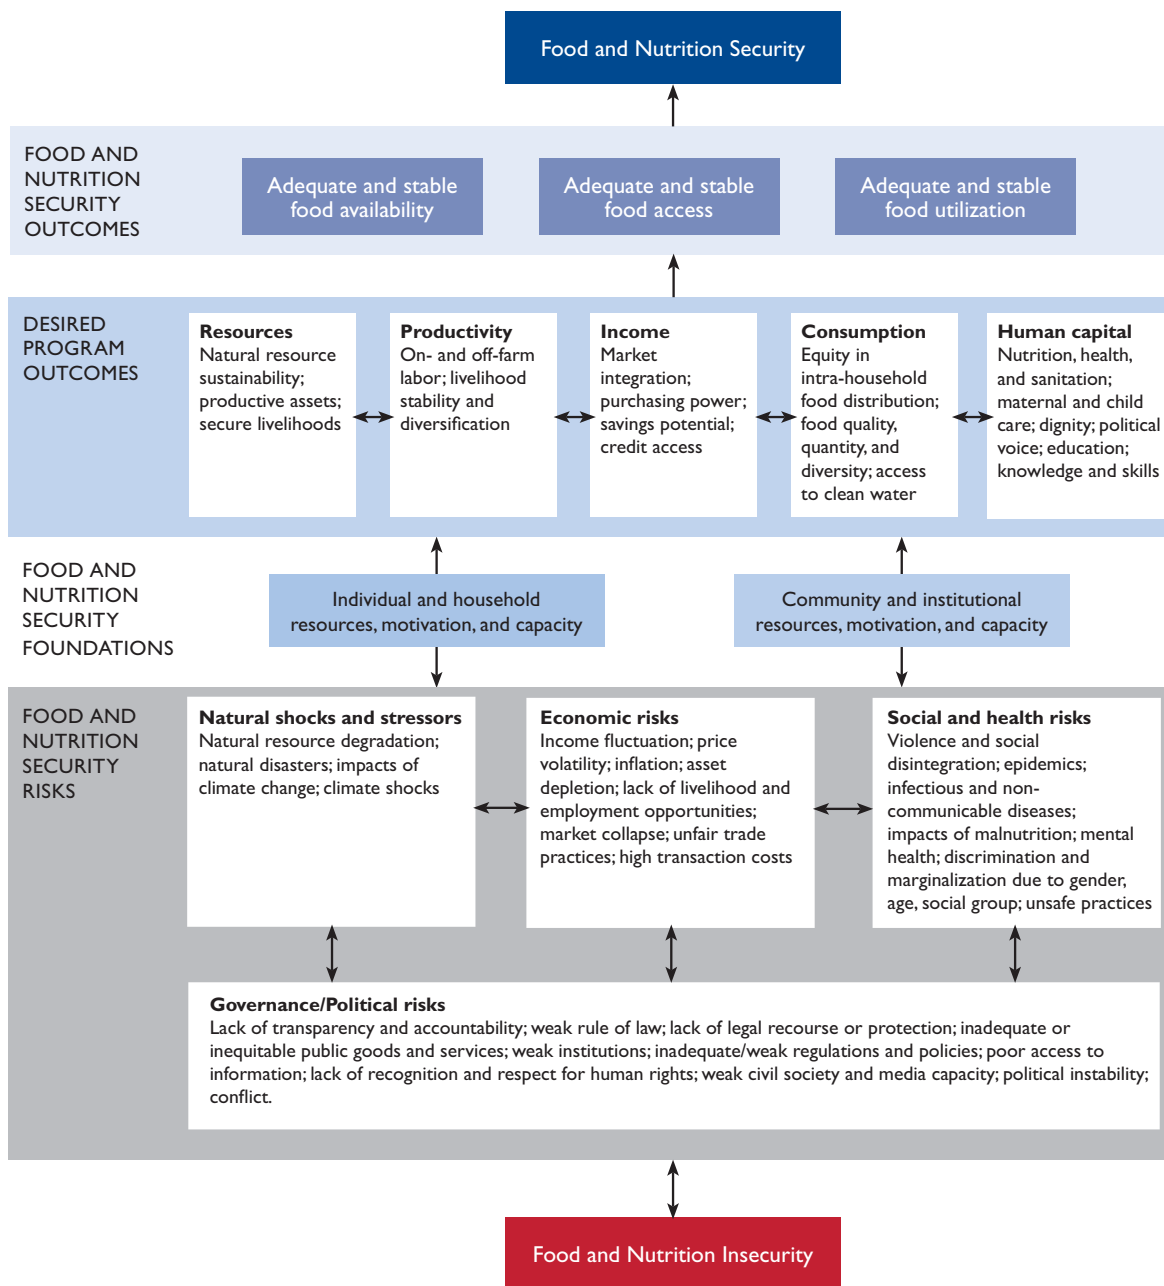 Food and Nutrition Security
FOOD AND
NUTRITION
SECURITY
OUTCOMES
Adequate and stable
food availability
Adequate and stable
food access
Adequate and stable
food utilization
DESIRED
PROGRAM
OUTCOMES
Resources
Natural resource
sustainability;
productive assets;
secure livelihoods
Productivity
On- and off-farm
labor; livelihood
stability and
diversification
Income
Market
integration;
purchasing power;
savings potential;
credit access
Consumption
Equity in
intra-household
food distribution;
food quality,
quantity, and
diversity; access
to clean water
Human capital
Nutrition, health,
and sanitation;
maternal and child
care; dignity; political
voice; education;
knowledge and skills
FOOD AND
NUTRITION
SECURITY
FOUNDATIONS
Individual and household
resources, motivation, and capacity
Community and institutional
resources, motivation, and capacity
FOOD AND
NUTRITION
SECURITY
RISKS
Natural shocks and stressors
Natural resource degradation;
natural disasters; impacts of
climate change; climate shocks
Economic risks
Income fluctuation; price
volatility; inflation; asset
depletion; lack of livelihood and
employment opportunities;
market collapse; unfair trade
practices; high transaction costs
Social and health risks
Violence and social
disintegration; epidemics;
infectious and non-
communicable diseases;
impacts of malnutrition; mental
health; discrimination and
marginalization due to gender,
age, social group; unsafe practices
Governance/Political risks
Lack of transparency and accountability; weak rule of law; lack of legal recourse or protection; inadequate or
inequitable public goods and services; weak institutions; inadequate/weak regulations and policies; poor access to
information; lack of recognition and respect for human rights; weak civil society and media capacity; political instability;
conflict.
Food and Nutrition Insecurity